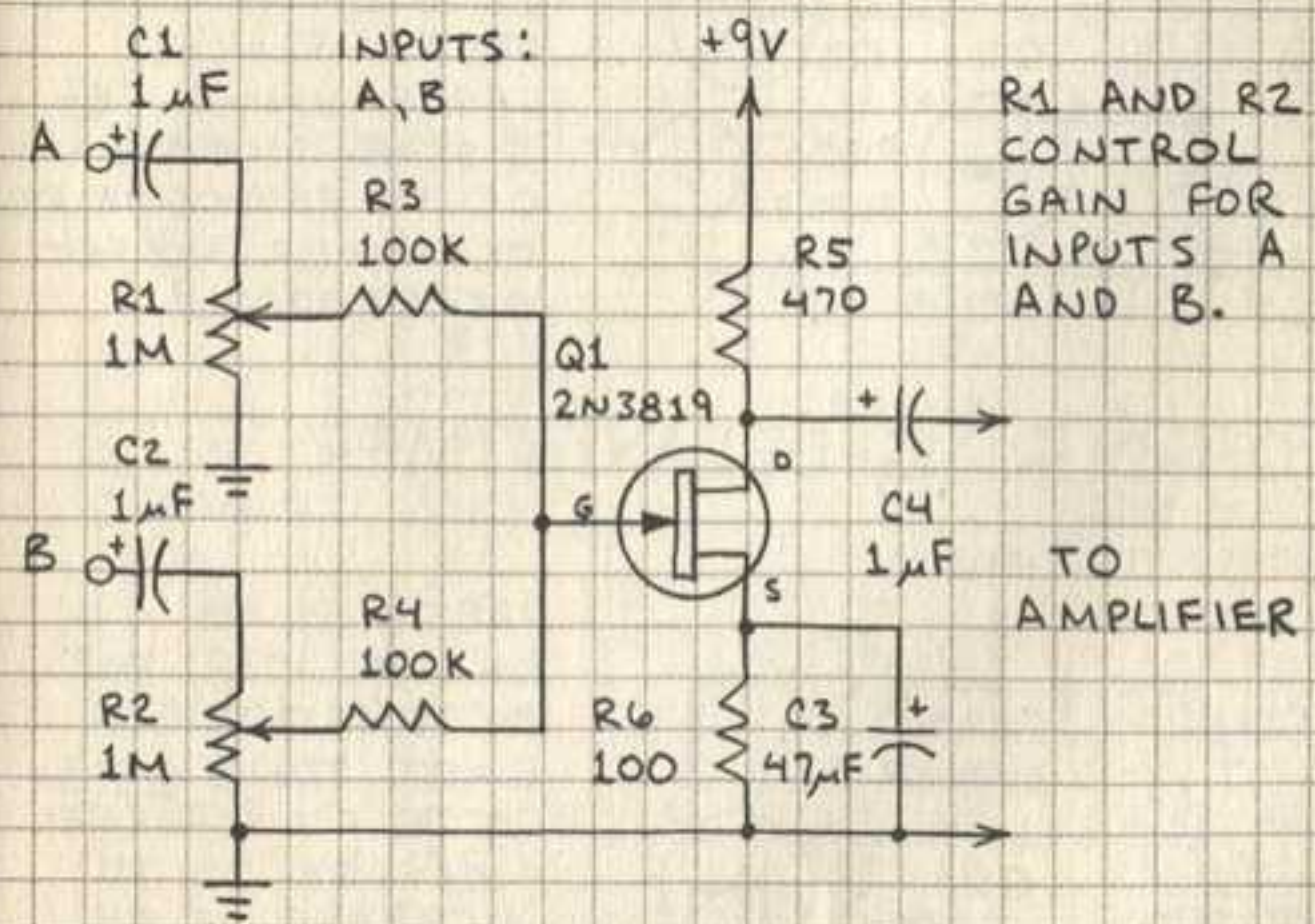 C1
1µF
INPUTS:
A, B
+9V
R1 AND R2
CONTROL
GAIN FOR
INPUTS A
AND B.
A
+
R3
100K
R1
1M
R5
470
Q1
2N3819
+
D
G
S
C2
1µF
B
+
C4
1µF
TO
AMPLIFIER
R4
100K
R2
1M
R6
100
C3
47µF
+